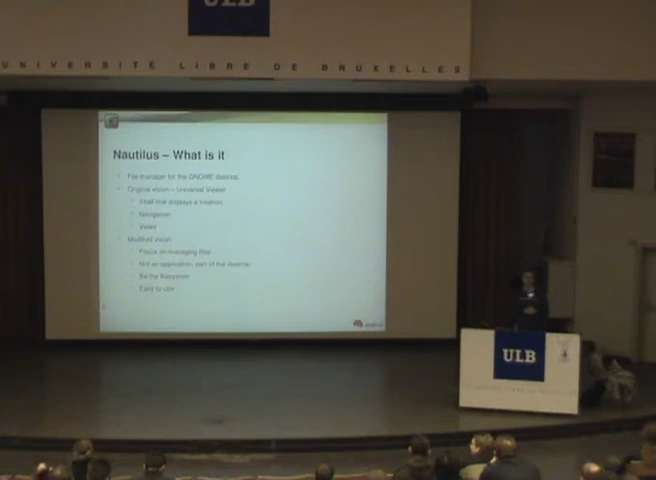 ULB
UNIVERSITÉ LIBRE DE BRUXELLES
Nautilus – What is it
File manager for the GNOME desktop
Original vision – Universal Viewer
Shell that displays a location
Navigation
Views
Modified vision
Focus on managing files
Not an application, part of the desktop
Be the filesystem
Easy to use
ULB